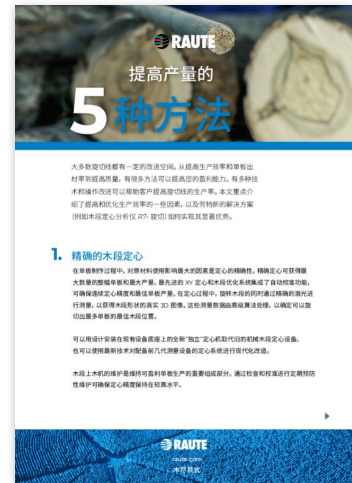 RAUTE
提高产量的
5种方法
大多数旋切线都有一定的改进空间。从提高生产效率和单板出
材率到提高质量，有很多方法可以提高您的盈利能力。有多种技
术和操作改进可以帮助客户提高旋切线的生产率。本文重点介
绍了提高和优化生产效率的一些因素，以及劳特新的解决方案
（例如木段定心分析仪 R7- 旋切）如何实现其显着优势。
1. 精确的木段定心
在单板制作过程中，对原材料使用影响最大的因素是定心的精确性。精确定心可获得最
大数量的整幅单板和最大产量。最先进的 XY 定心和木段优化系统集成了自动校准功能，
可确保连续定心精度和最佳单板产量。在定心过程中，旋转木段的同时通过精确的激光进
行测量，以获得木段形状的真实 3D 图像。这些测量数据由高级算法处理，以确定可以旋
切出最多单板的最佳木段位置。
可以用设计安装在现有设备底座上的全新“独立”定心机取代旧的机械木段定心设备。
也可以使用最新技术对配备前几代测量设备的定心系统进行现代化改造。
木段上木机的维护是维持可盈利单板生产的重要组成部分。通过检查和校准进行定期预防
性维护可确保定心精度保持在较高水平。
RAUTE
raute.com
木尽其优